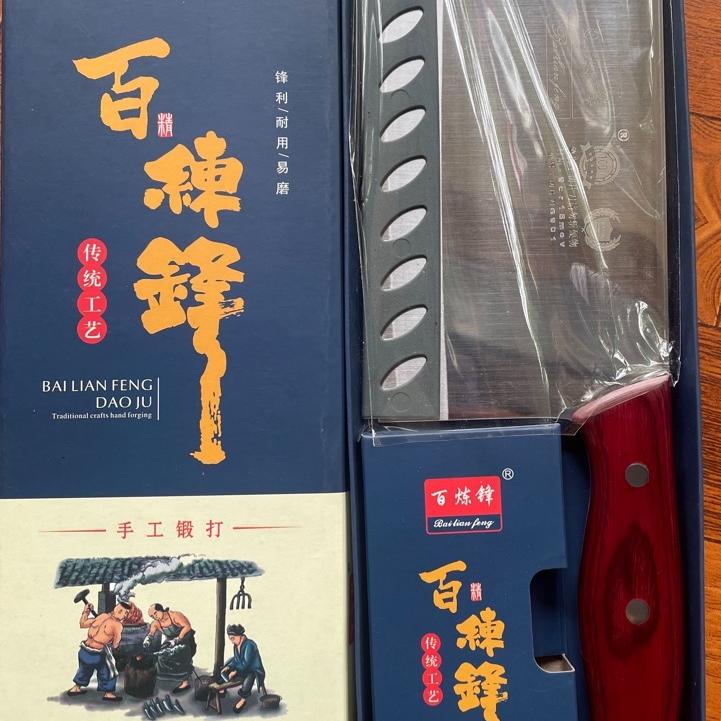 百練鋒
精
锋利/耐用/易磨
传统工艺
BAI LIAN FENG
DAO JU
Traditional crafts hand forging
手工锻打
百炼锋
®
Bai lian feng
百練鋒
精
传统工艺
®